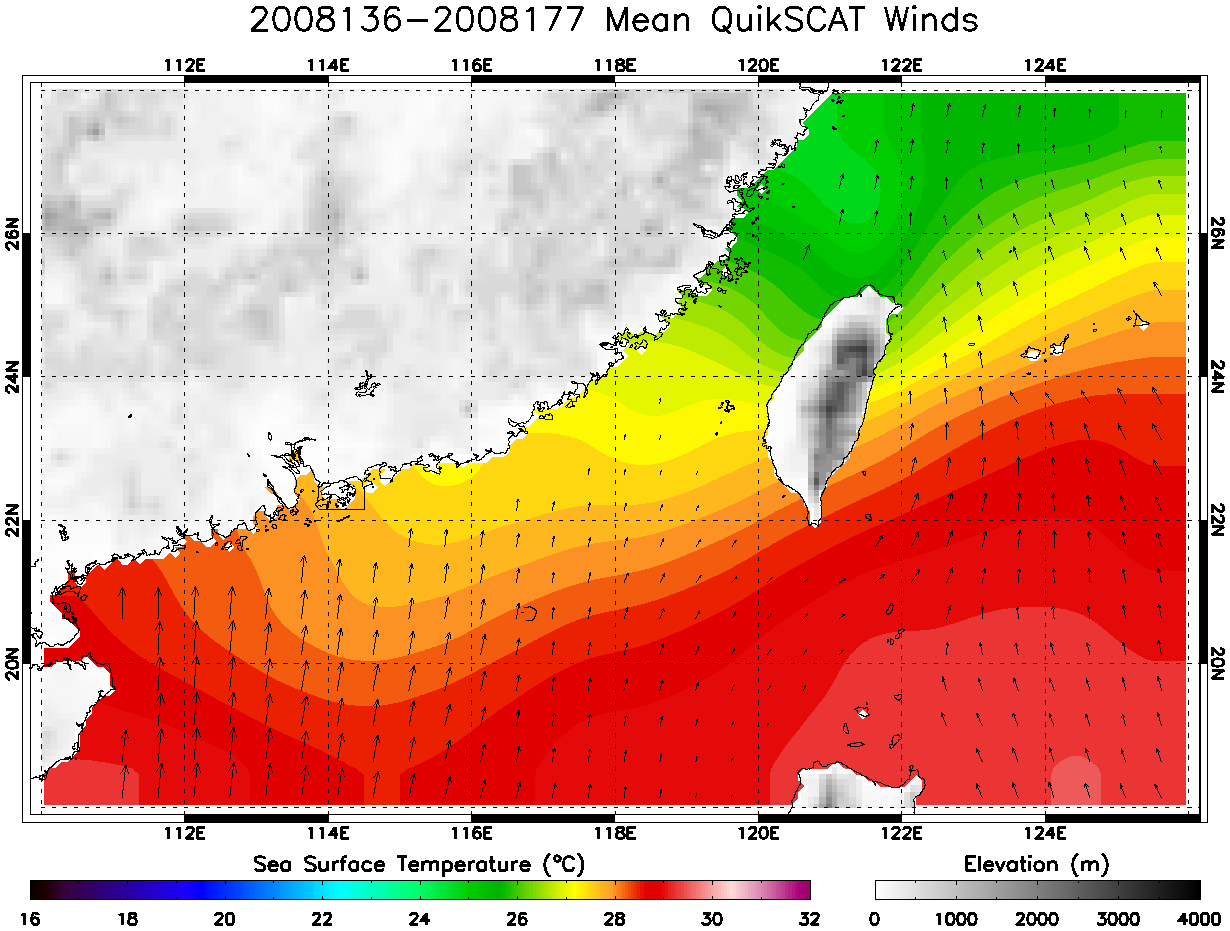 2008136-2008177 Mean QuikSCAT Winds
112E 114E 116E 118E 120E 122E 124E
26N 26N
24N 24N
22N 22N
20N 20N
112E 114E 116E 118E 120E 122E 124E
Sea Surface Temperature (°C) Elevation (m)
16 18 20 22 24 26 28 30 32 0 1000 2000 3000 4000